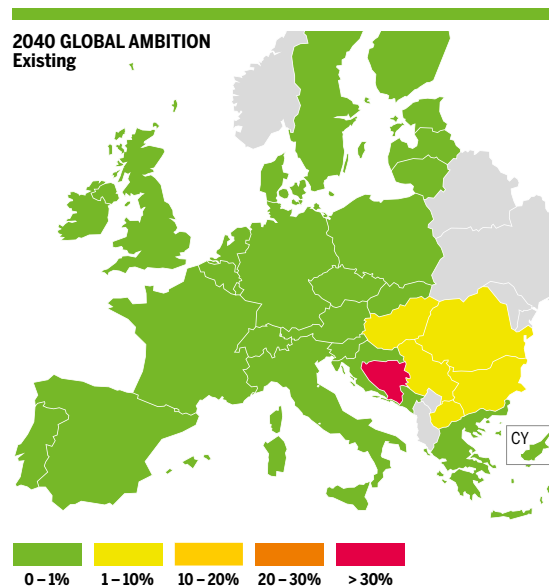 2040 GLOBAL AMBITION
Existing
CY
0 – 1%
1 – 10%
10 – 20%
20 – 30%
> 30%